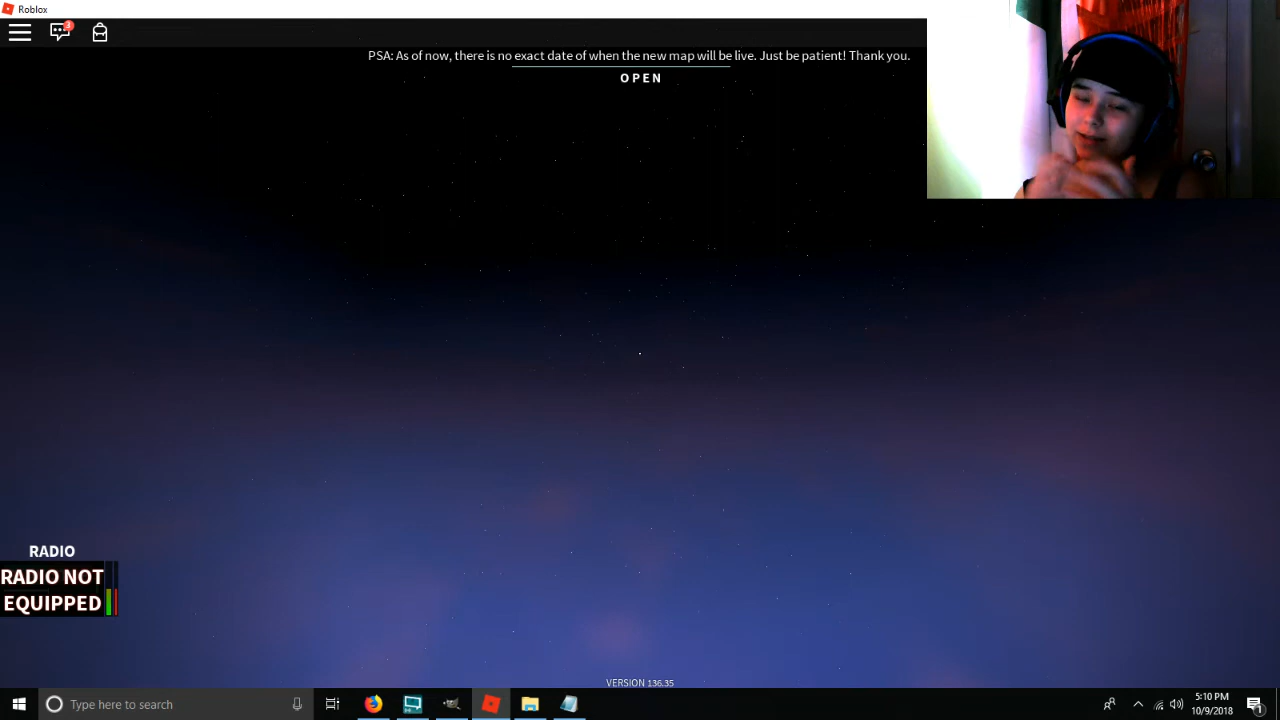 Roblox
3
PSA: As of now, there is no exact date of when the new map will be live. Just be patient! Thank you.
OPEN
RADIO
RADIO NOT
EQUIPPED
VERSION 136.35
Type here to search
5:10 PM
10/9/2018
1